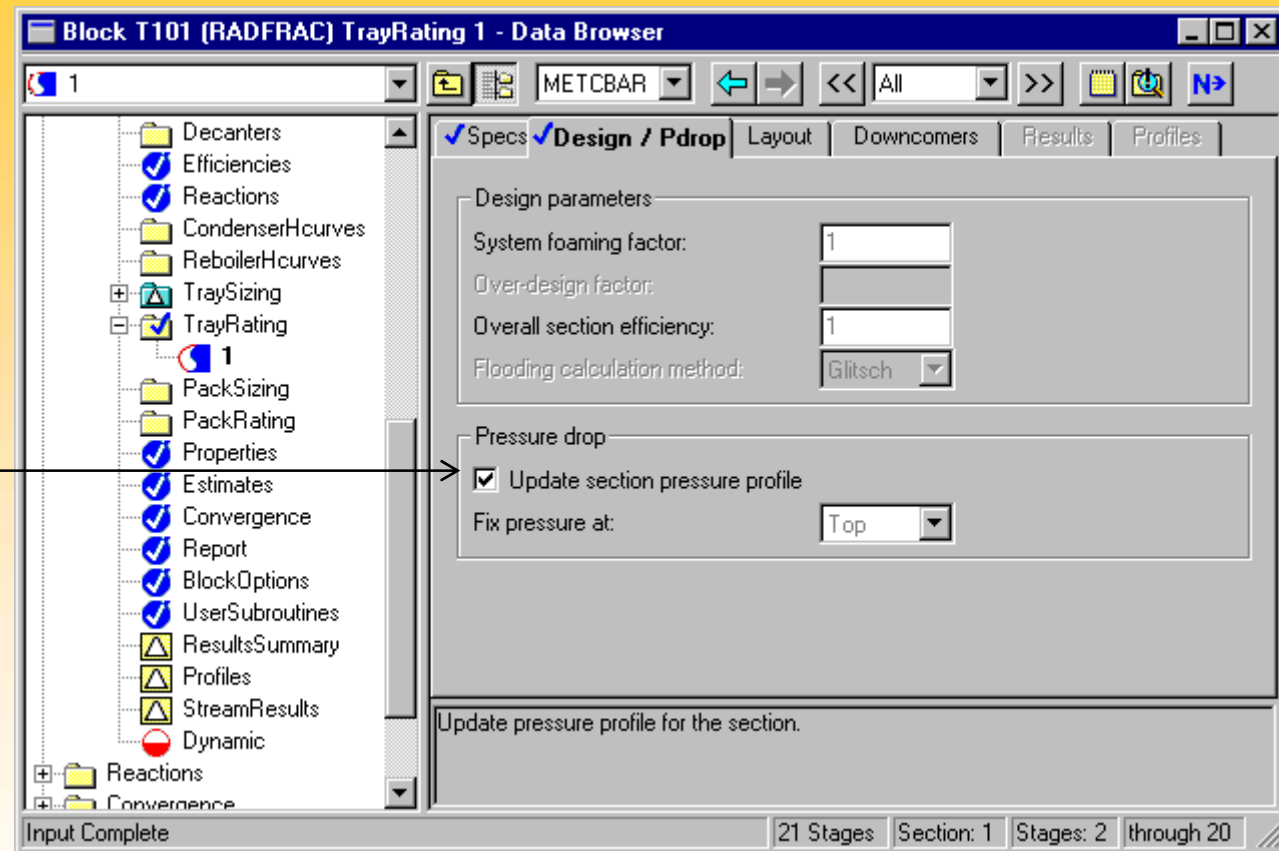 Block T101 (RADFRAC) TrayRating 1 - Data Browser
1 METCBAR << All >> N
Decanters
Efficiencies
Reactions
CondenserHcurves
ReboilerHcurves
TraySizing
TrayRating
1
PackSizing
PackRating
Properties
Estimates
Convergence
Report
BlockOptions
UserSubroutines
ResultsSummary
Profiles
StreamResults
Dynamic
Reactions
Convergence
Specs Design / Pdrop Layout Downcomers Results Profiles
Design parameters
System foaming factor: 1
Over-design factor:
Overall section efficiency: 1
Flooding calculation method: Glitsch
Pressure drop
Update section pressure profile
Fix pressure at: Top
Update pressure profile for the section.
Input Complete 21 Stages Section: 1 Stages: 2 through 20